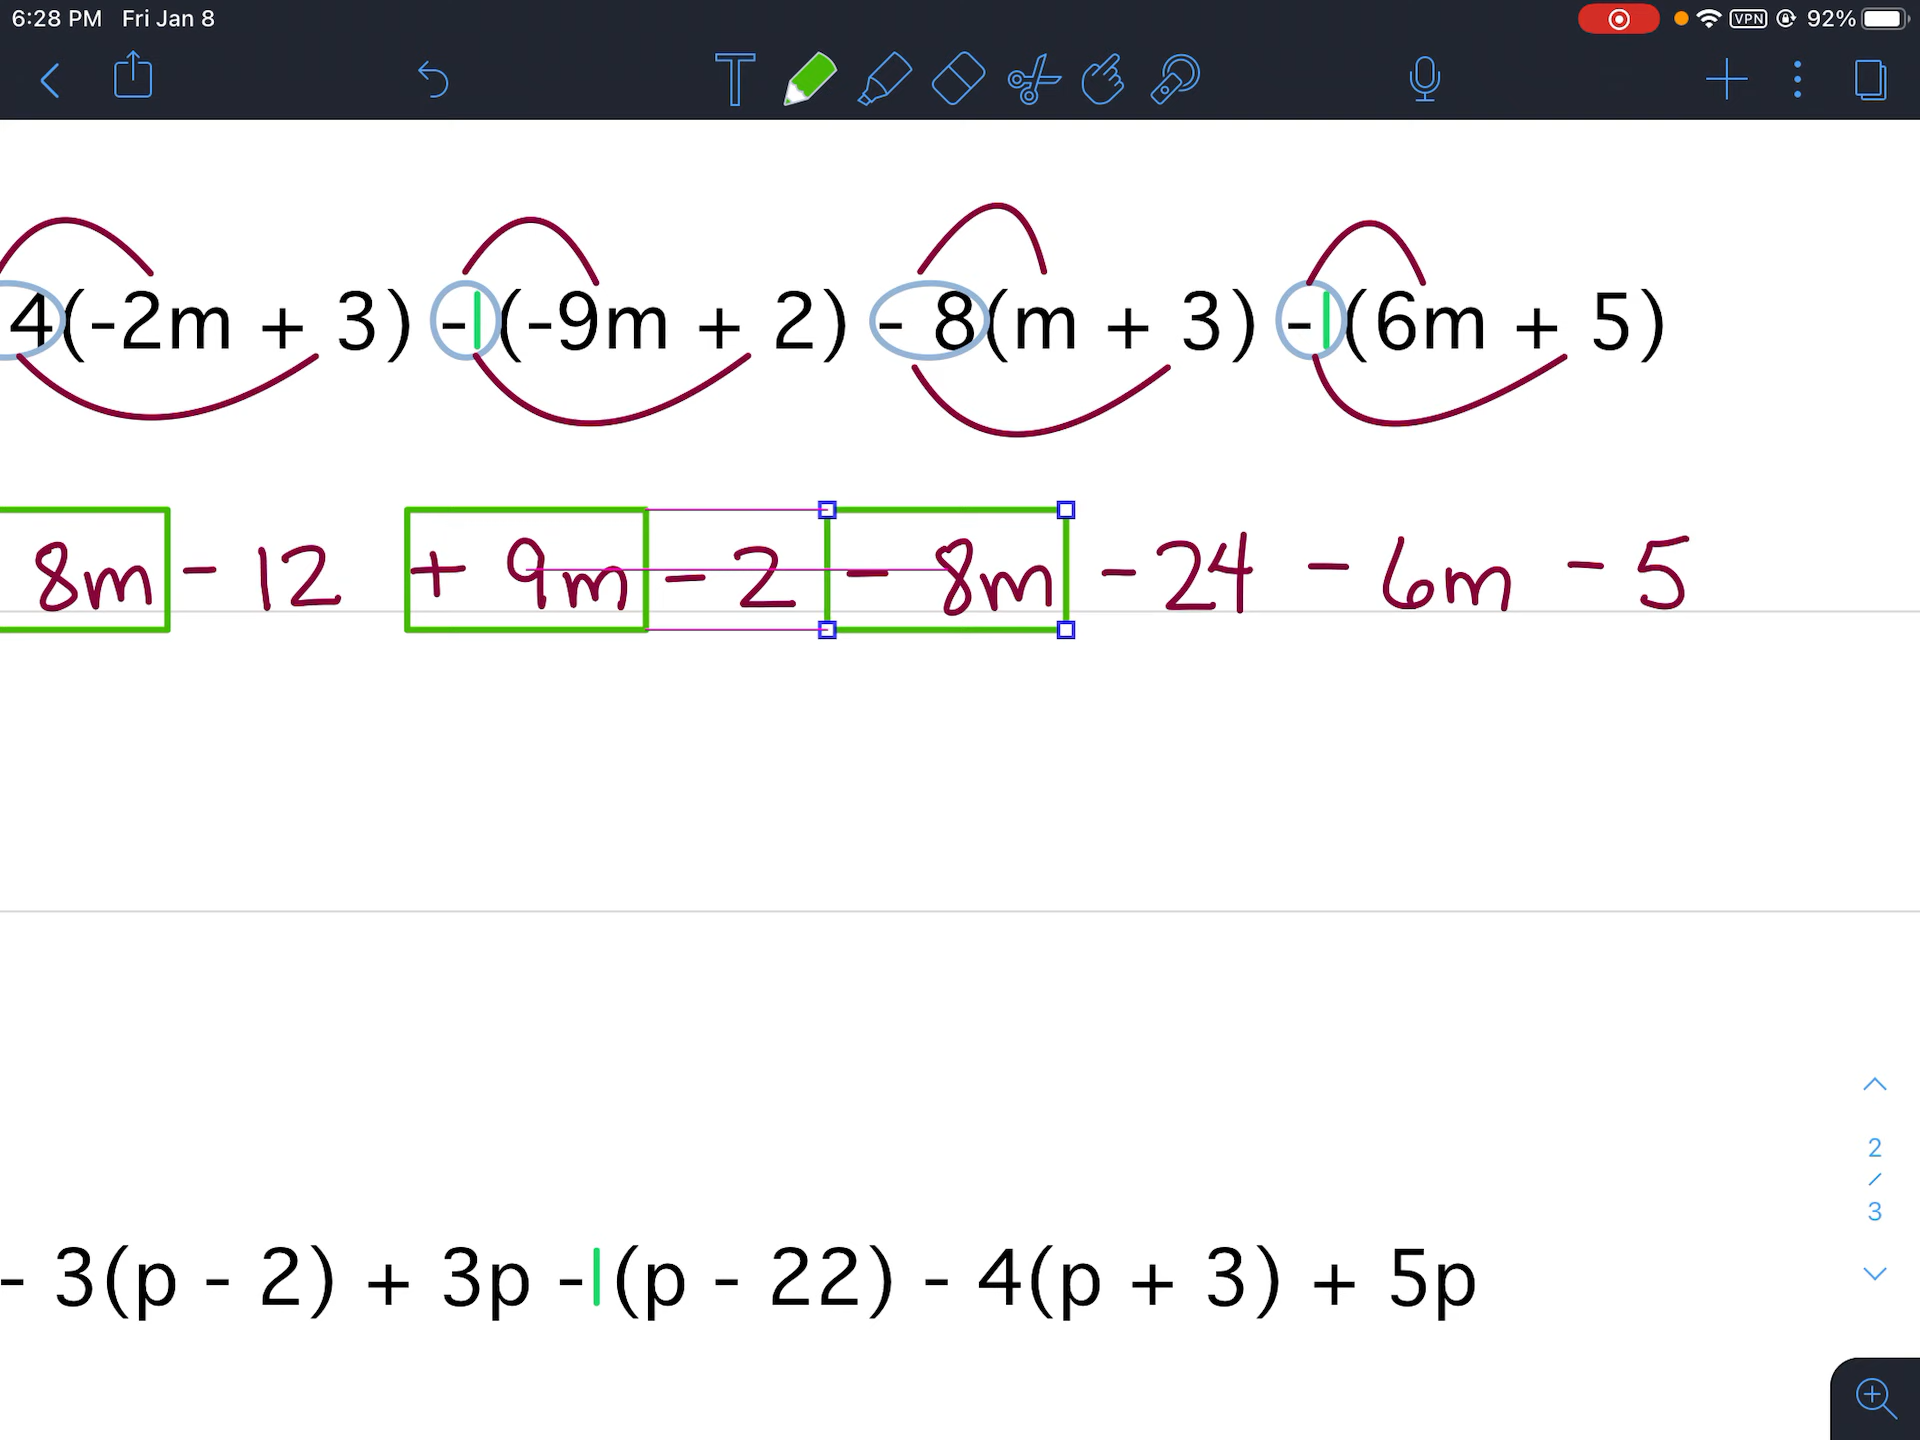 6:28 PM Fri Jan 8 VPN 92%
T
4(-2m + 3) -1(-9m + 2) - 8(m + 3) -1(6m + 5)
8m - 12 + 9m - 2 - 8m - 24 - 6m - 5
2
/
3
- 3(p - 2) + 3p -1(p - 22) - 4(p + 3) + 5p